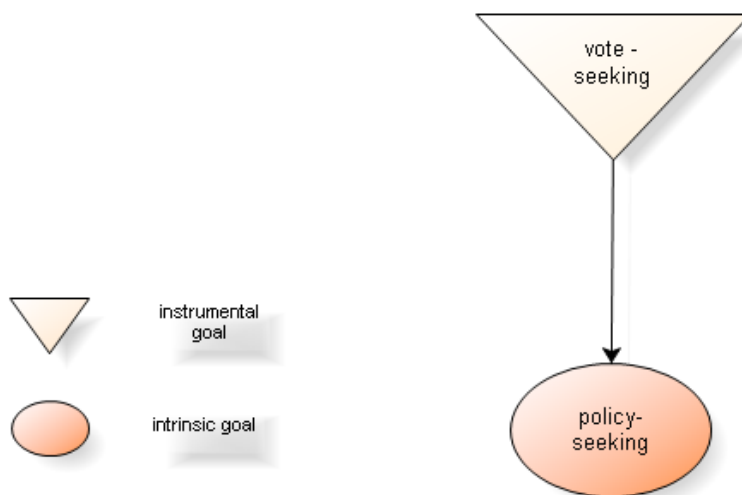 vote -
seeking
instrumental
goal
intrinsic goal
policy-
seeking